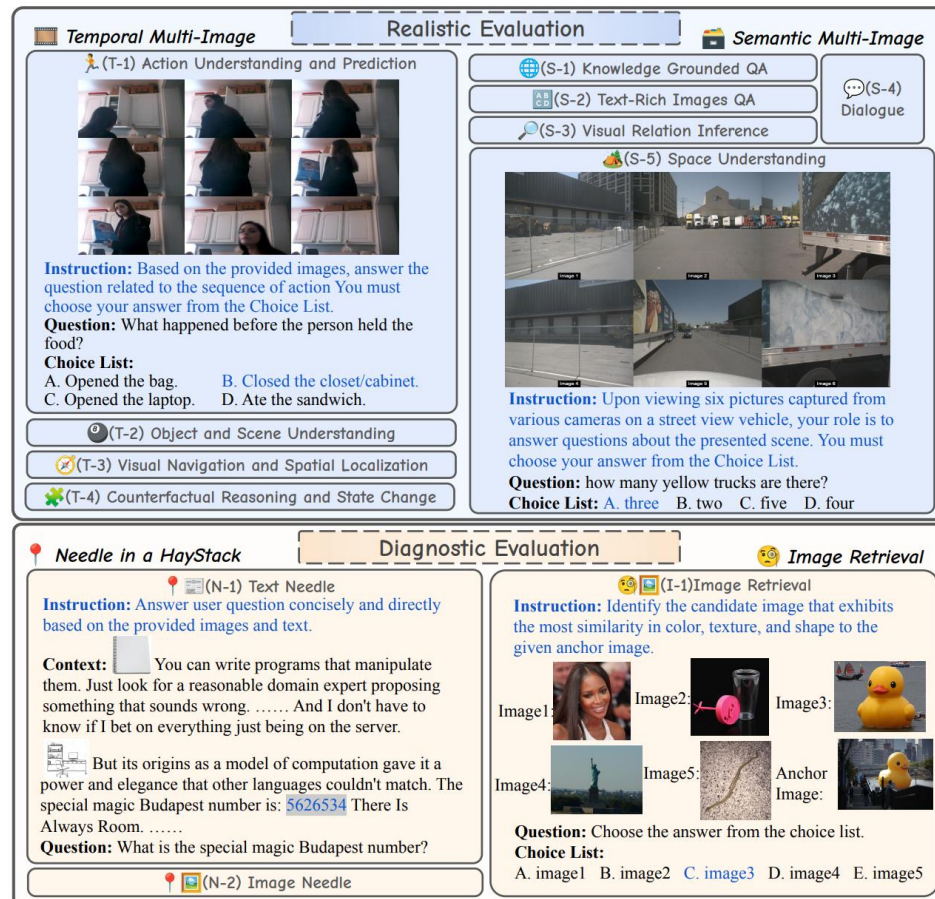 Realistic Evaluation
Temporal Multi-Image
(T-1) Action Understanding and Prediction
Instruction: Based on the provided images, answer the
question related to the sequence of action You must
choose your answer from the Choice List.
Question: What happened before the person held the
food?
Choice List:
A. Opened the bag. B. Closed the closet/cabinet.
C. Opened the laptop. D. Ate the sandwich.
(T-2) Object and Scene Understanding
(T-3) Visual Navigation and Spatial Localization
(T-4) Counterfactual Reasoning and State Change
Semantic Multi-Image
(S-1) Knowledge Grounded QA
(S-2) Text-Rich Images QA
(S-3) Visual Relation Inference
(S-4)
Dialogue
(S-5) Space Understanding
Image 1 Image 2 Image 3
Image 4 Image 5 Image 6
Instruction: Upon viewing six pictures captured from
various cameras on a street view vehicle, your role is to
answer questions about the presented scene. You must
choose your answer from the Choice List.
Question: how many yellow trucks are there?
Choice List: A. three B. two C. five D. four
Diagnostic Evaluation
Needle in a HayStack
(N-1) Text Needle
Instruction: Answer user question concisely and directly
based on the provided images and text.
Context: You can write programs that manipulate
them. Just look for a reasonable domain expert proposing
something that sounds wrong. …… And I don't have to
know if I bet on everything just being on the server.
But its origins as a model of computation gave it a
power and elegance that other languages couldn't match. The
special magic Budapest number is: 5626534 There Is
Always Room. ……
Question: What is the special magic Budapest number?
(N-2) Image Needle
Image Retrieval
(I-1)Image Retrieval
Instruction: Identify the candidate image that exhibits
the most similarity in color, texture, and shape to the
given anchor image.
Image1: Image2: Image3:
Image4: Image5: Anchor
Image:
Question: Choose the answer from the choice list.
Choice List:
A. image1 B. image2 C. image3 D. image4 E. image5